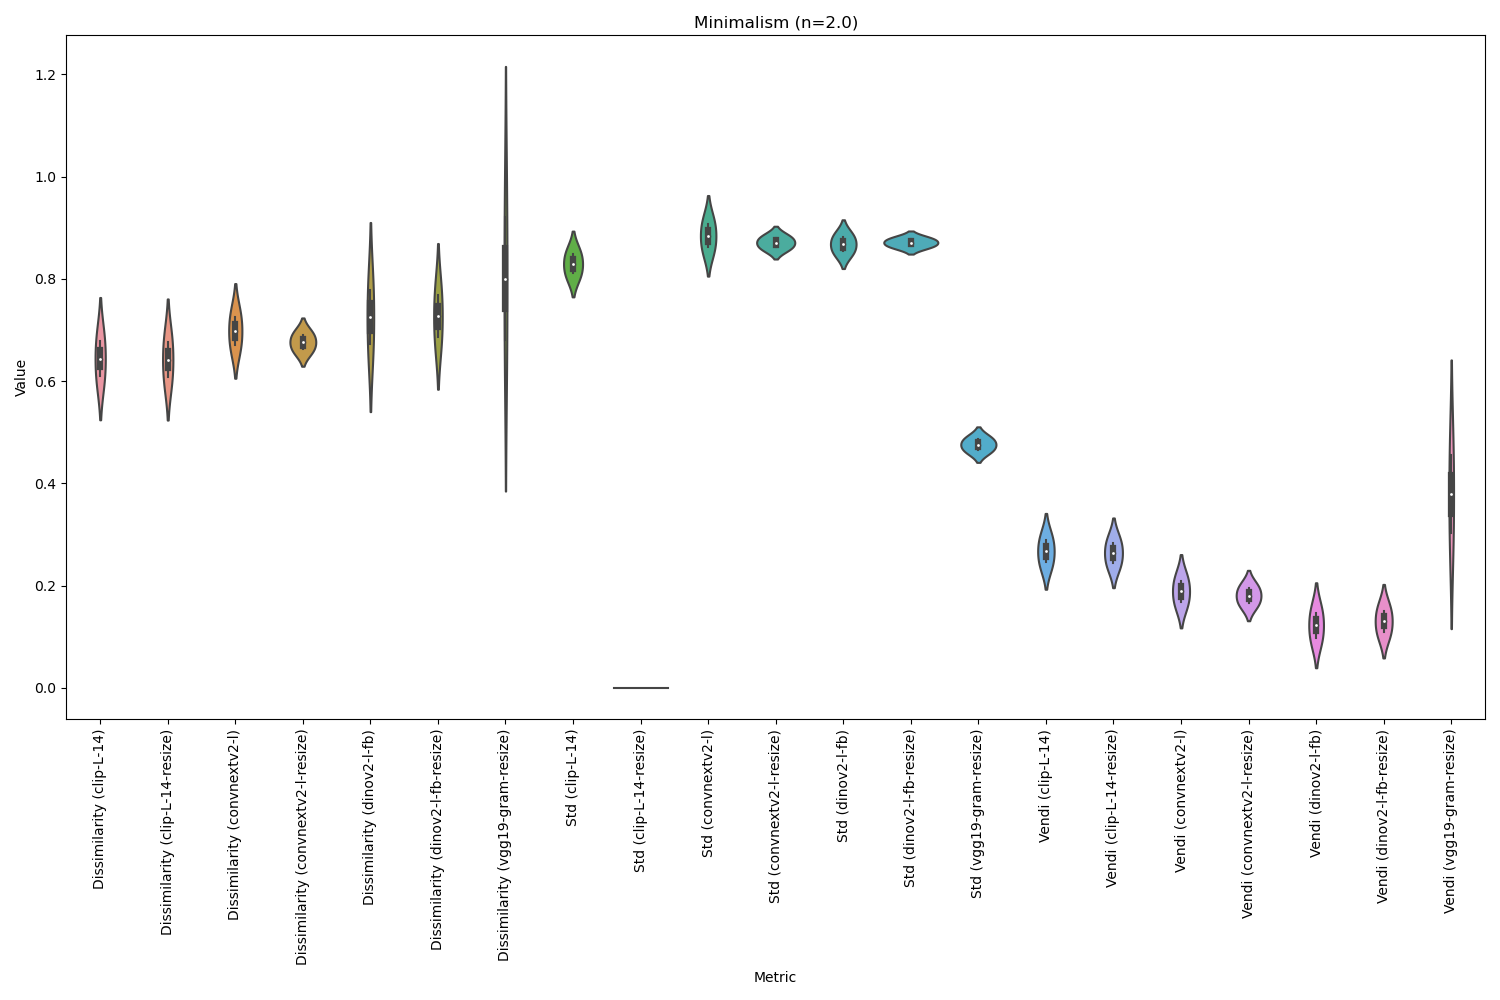 Minimalism (n=2.0)
1.2
1.0
0.8
0.6
0.4
0.2
0.0
Value
Dissimilarity (clip-L-14)
Dissimilarity (clip-L-14-resize)
Dissimilarity (convnextv2-l)
Dissimilarity (convnextv2-l-resize)
Dissimilarity (dinov2-l-fb)
Dissimilarity (dinov2-l-fb-resize)
Dissimilarity (vgg19-gram-resize)
Std (clip-L-14)
Std (clip-L-14-resize)
Std (convnextv2-l)
Std (convnextv2-l-resize)
Std (dinov2-l-fb)
Std (dinov2-l-fb-resize)
Std (vgg19-gram-resize)
Vendi (clip-L-14)
Vendi (clip-L-14-resize)
Vendi (convnextv2-l)
Vendi (convnextv2-l-resize)
Vendi (dinov2-l-fb)
Vendi (dinov2-l-fb-resize)
Vendi (vgg19-gram-resize)
Metric